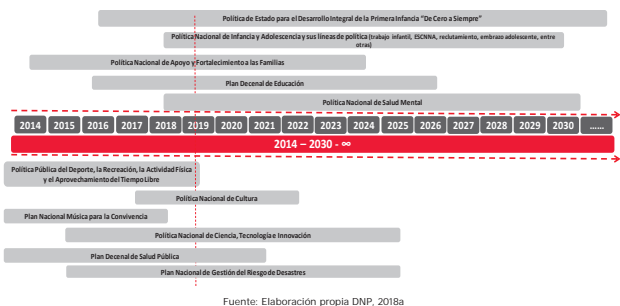 Política de Estado para el Desarrollo Integral de la Primera Infancia “De Cero a Siempre”
Política Nacional de Infancia y Adolescencia y sus líneas de política (trabajo infantil, ESCNNA, reclutamiento, embrazo adolescente, entre
otras)
Política Nacional de Apoyo y Fortalecimiento a las Familias
Plan Decenal de Educación
Política Nacional de Salud Mental
2014 2015 2016 2017 2018 2019 2020 2021 2022 2023 2024 2025 2026 2027 2028 2029 2030 ......
2014 – 2030 - ∞
Política Pública del Deporte, la Recreación, la Actividad Física
y el Aprovechamiento del Tiempo Libre
Política Nacional de Cultura
Plan Nacional Música para la Convivencia
Política Nacional de Ciencia, Tecnología e Innovación
Plan Decenal de Salud Pública
Plan Nacional de Gestión del Riesgo de Desastres
Fuente: Elaboración propia DNP, 2018a